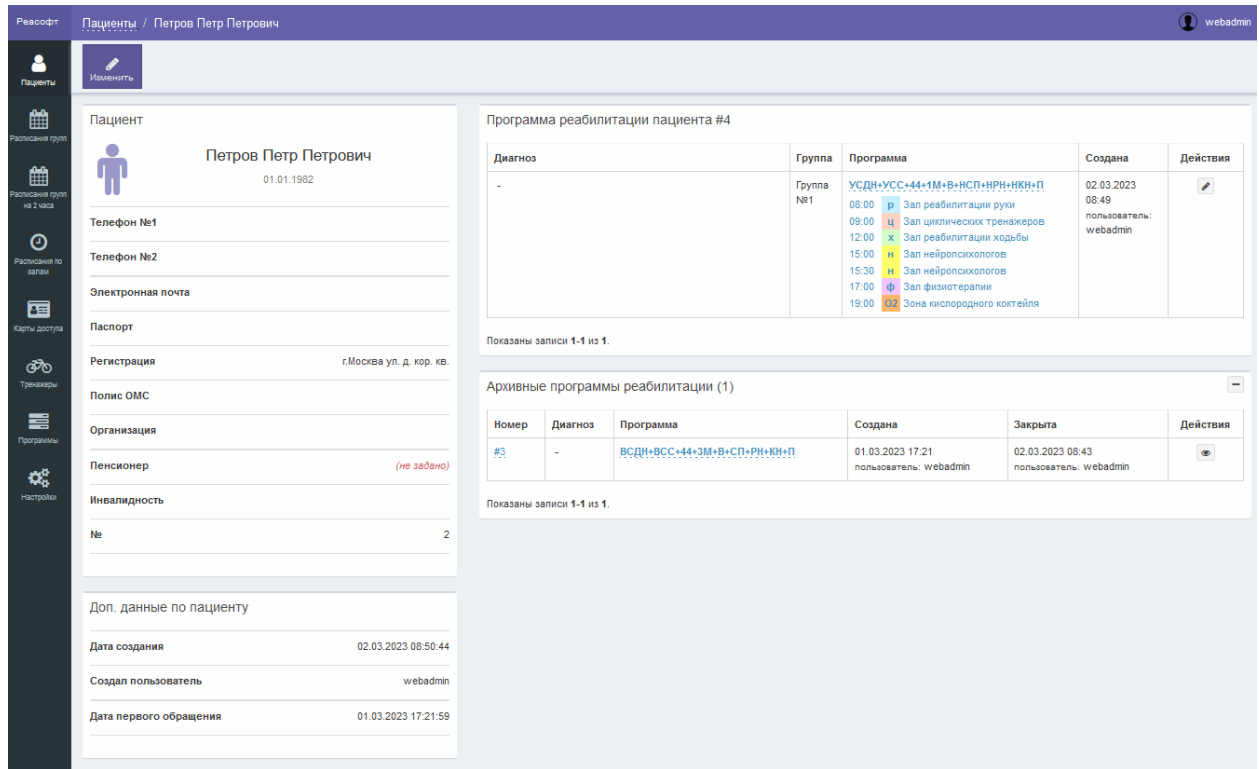 Реасофт
Пациенты / Петров Петр Петрович
webadmin
Пациенты
Расписания групп
Расписания групп
на 2 часа
Расписания по
залам
Карты доступа
Тренажеры
Программы
Настройки
Изменить
Пациент
Петров Петр Петрович
01.01.1982
Телефон №1
Телефон №2
Электронная почта
Паспорт
Регистрация г.Москва ул. д. кор. кв.
Полис ОМС
Организация
Пенсионер (не задано)
Инвалидность
№ 2
Доп. данные по пациенту
Дата создания 02.03.2023 08:50:44
Создал пользователь webadmin
Дата первого обращения 01.03.2023 17:21:59
Программа реабилитации пациента #4
Диагноз Группа Программа Создана Действия
- Группа №1 УСДН+УСС+44+1М+В+НСП+НРН+НКН+П 02.03.2023 08:49 пользователь: webadmin
08:00 р Зал реабилитации руки
09:00 ц Зал циклических тренажеров
12:00 х Зал реабилитации ходьбы
15:00 н Зал нейропсихологов
15:30 н Зал нейропсихологов
17:00 ф Зал физиотерапии
19:00 О2 Зона кислородного коктейля
Показаны записи 1-1 из 1.
Архивные программы реабилитации (1)
Номер Диагноз Программа Создана Закрыта Действия
#3 - ВСДН+ВСС+44+3М+В+СП+РН+КН+П 01.03.2023 17:21 02.03.2023 08:43
пользователь: webadmin пользователь: webadmin
Показаны записи 1-1 из 1.